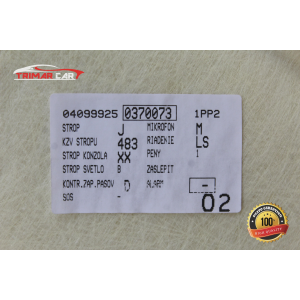 TRIMAR CAR
04099925 0370073 1PP2
STROP J MIKROFON M
KZV STROPU 483 RIADENIE LS
STROP KONZOLA XX PENY I
STROP SVETLO B ZASLEPIT
KONTR.ZAP.PASOV D ALARM -
SOS - 02
100%